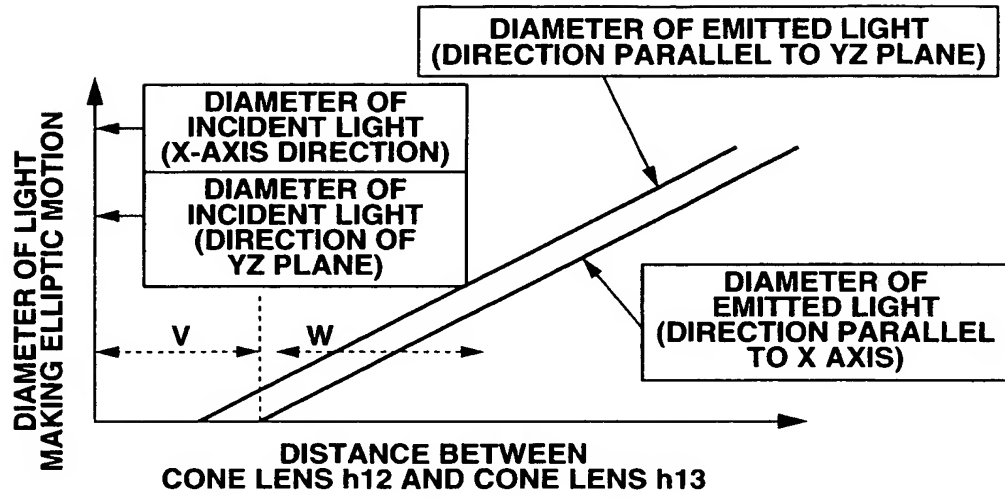 DIAMETER OF EMITTED LIGHT
(DIRECTION PARALLEL TO YZ PLANE)
DIAMETER OF
INCIDENT LIGHT
(X-AXIS DIRECTION)
DIAMETER OF
INCIDENT LIGHT
(DIRECTION OF
YZ PLANE)
DIAMETER OF LIGHT
MAKING ELLIPTIC MOTION
V
W
DIAMETER OF
EMITTED LIGHT
(DIRECTION PARALLEL
TO X AXIS)
DISTANCE BETWEEN
CONE LENS h12 AND CONE LENS h13